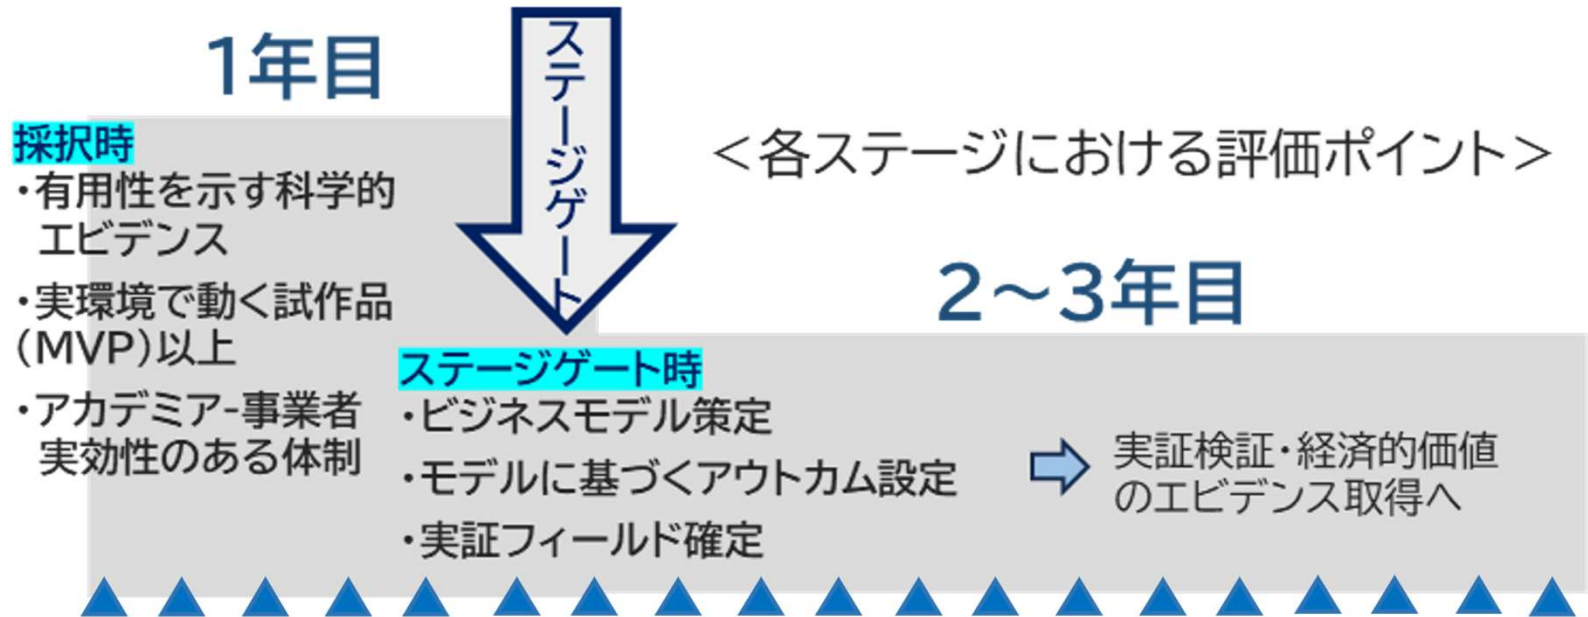 1年目
ステージゲート
採択時
・有用性を示す科学的
エビデンス
・実環境で動く試作品
(MVP)以上
・アカデミア-事業者
実効性のある体制
＜各ステージにおける評価ポイント＞
2～3年目
ステージゲート時
・ビジネスモデル策定
・モデルに基づくアウトカム設定
・実証フィールド確定
実証検証・経済的価値
のエビデンス取得へ